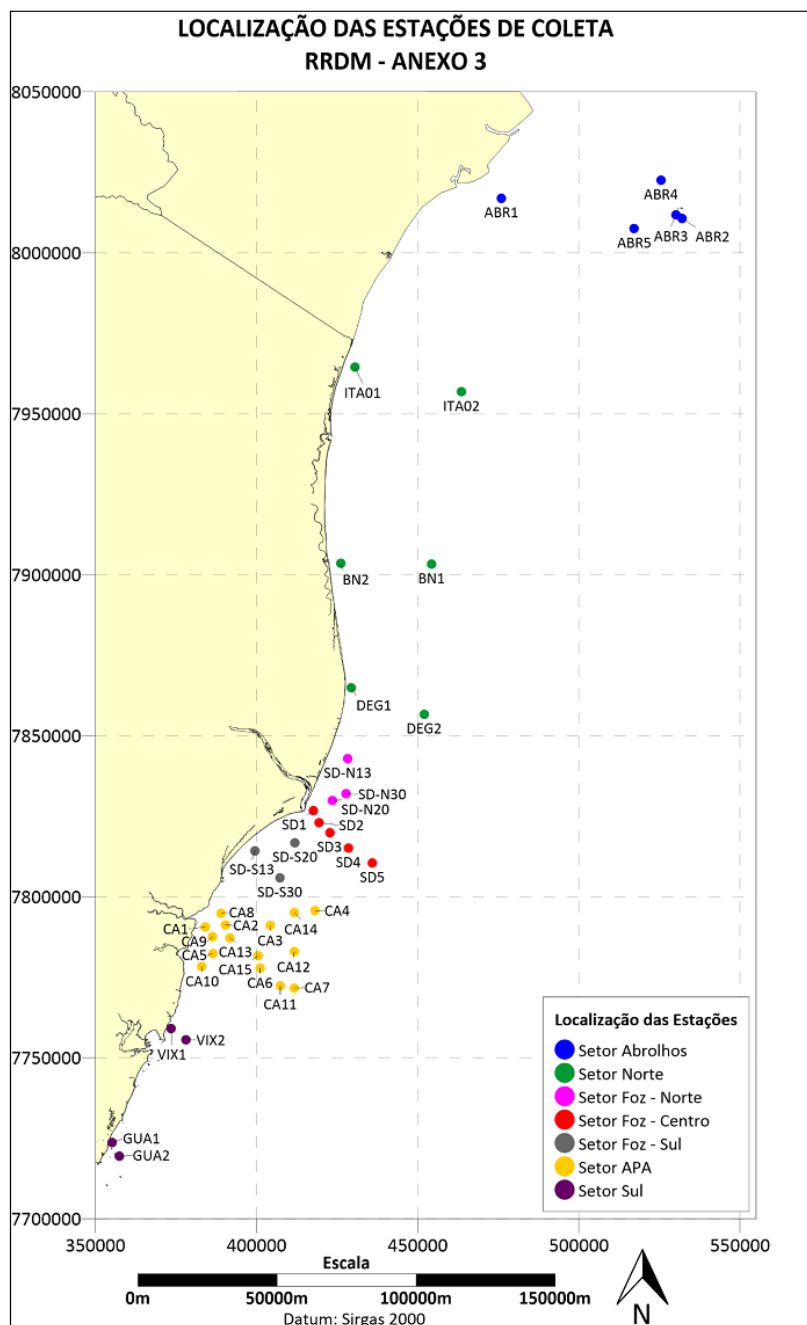 LOCALIZAÇÃO DAS ESTAÇÕES DE COLETA
RRDM - ANEXO 3
8050000
ABR4
ABR1
ABR3
ABR2
ABR5
8000000
ITA01
ITA02
7950000
BN2
BN1
7900000
DEG1
DEG2
7850000
SD-N13
SD-N30
SD-N20
SD1
SD2
SD3
SD-S20
SD4
SD-S13
SD5
SD-S30
7800000
CA8
CA4
CA1
CA2
CA14
CA9
CA3
CA5
CA13
CA12
CA15
CA10
CA6
CA7
CA11
7750000
VIX2
VIX1
GUA1
GUA2
7700000
Localização das Estações
Setor Abrolhos
Setor Norte
Setor Foz - Norte
Setor Foz - Centro
Setor Foz - Sul
Setor APA
Setor Sul
350000
400000
450000
500000
550000
Escala
0m
50000m
100000m
150000m
Datum: Sirgas 2000
N